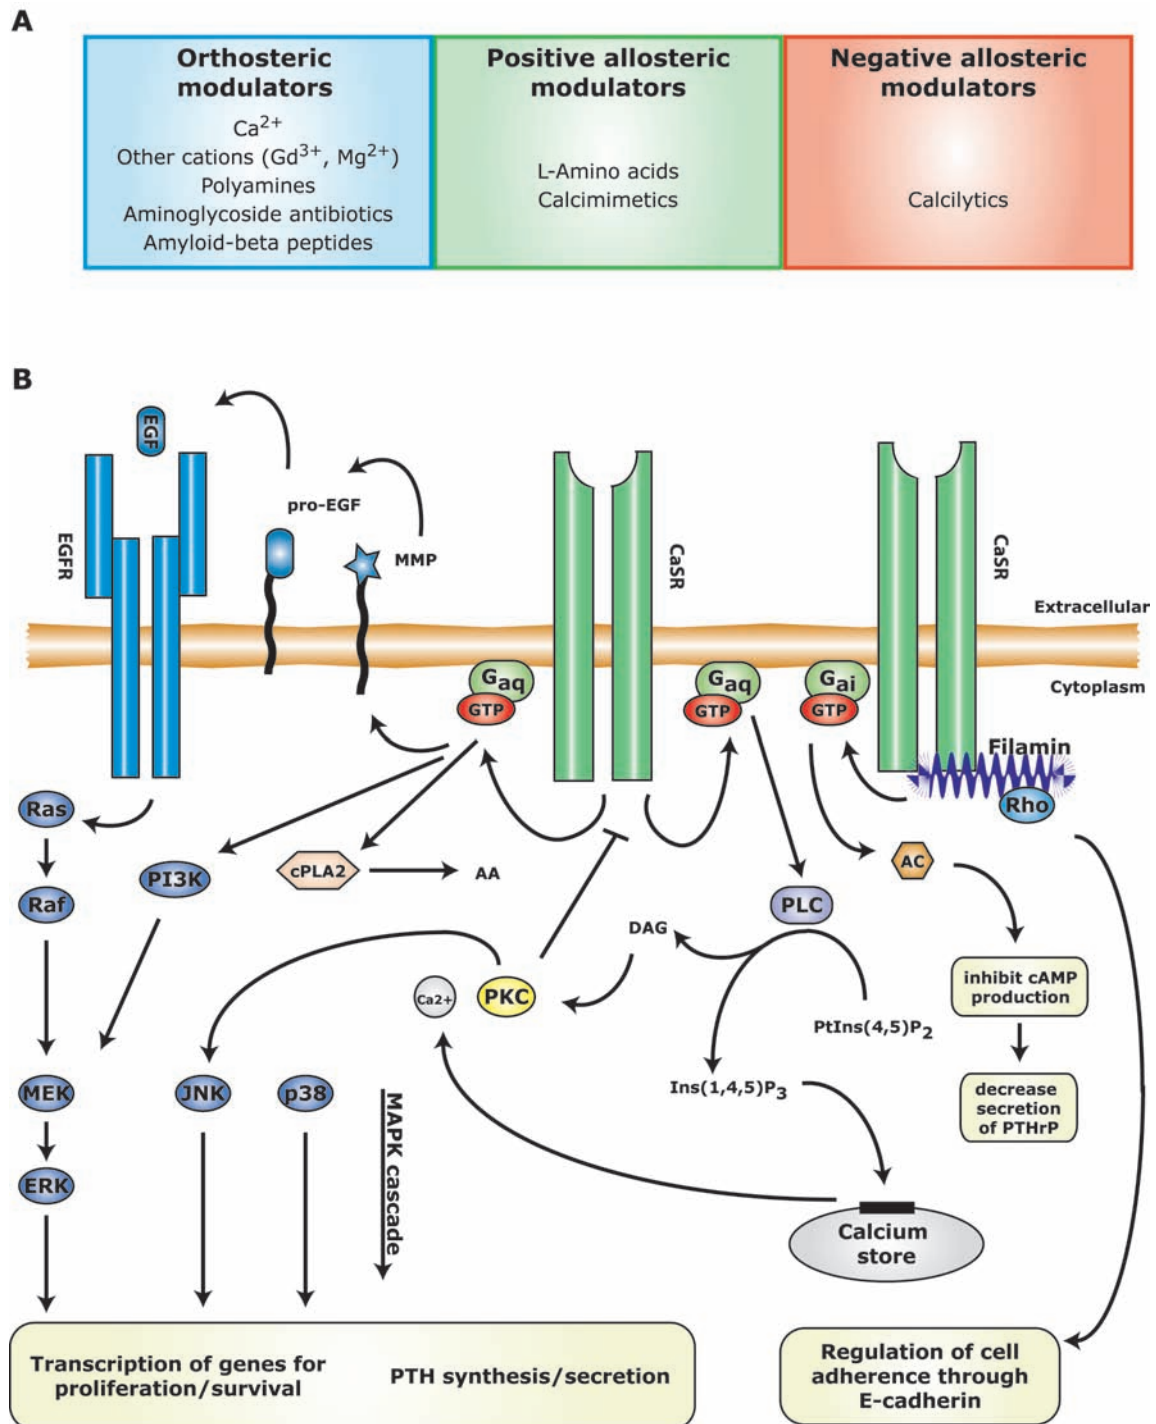 A
Orthosteric
modulators
Ca2+
Other cations (Gd3+, Mg2+)
Polyamines
Aminoglycoside antibiotics
Amyloid-beta peptides
Positive allosteric
modulators
L-Amino acids
Calcimimetics
Negative allosteric
modulators
Calcilytics
B
EGF
pro-EGF
EGFR
MMP
CaSR
CaSR
Extracellular
Cytoplasm
Gaq
GTP
Gaq
GTP
Gai
GTP
Filamin
Rho
Ras
Raf
PI3K
cPLA2
AA
AC
PLC
DAG
Ca2+
PKC
PtIns(4,5)P2
Ins(1,4,5)P3
inhibit cAMP
production
decrease
secretion
of PTHrP
MEK
JNK
p38
MAPK cascade
ERK
Calcium
store
Transcription of genes for
proliferation/survival
PTH synthesis/secretion
Regulation of cell
adherence through
E-cadherin